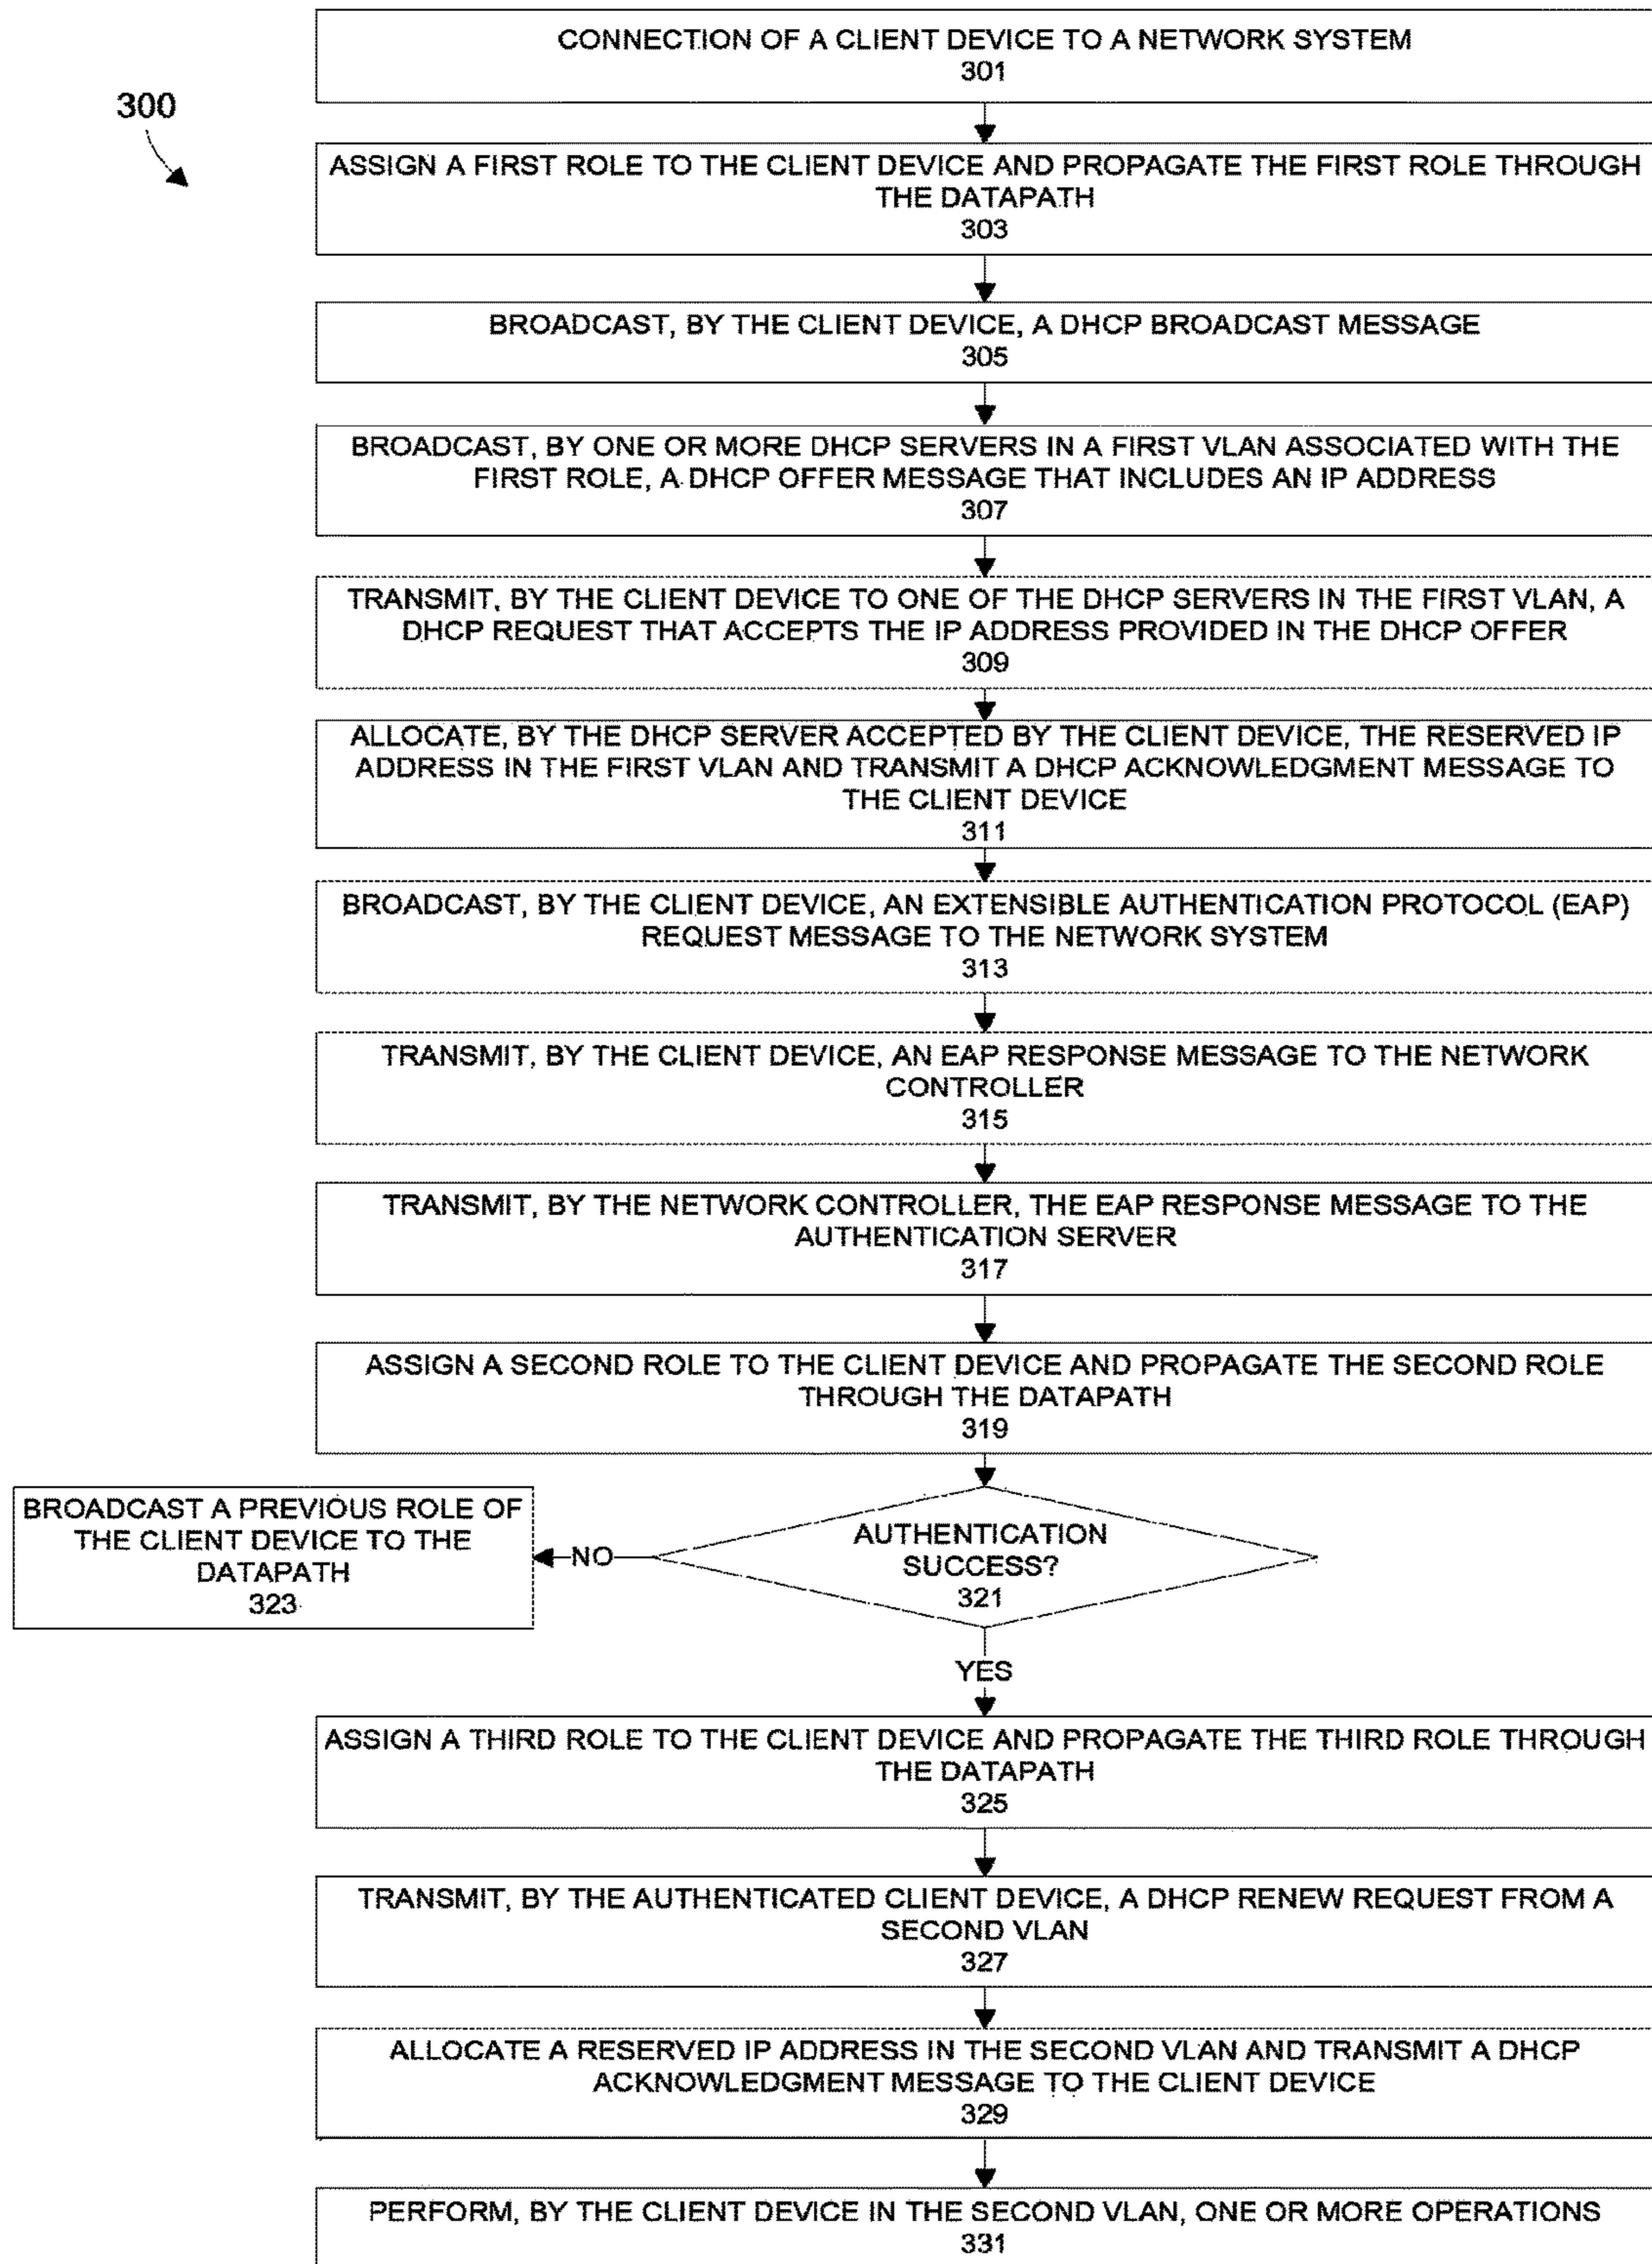 CONNECTION OF A CLIENT DEVICE TO A NETWORK SYSTEM
301
300
ASSIGN A FIRST ROLE TO THE CLIENT DEVICE AND PROPAGATE THE FIRST ROLE THROUGH
THE DATAPATH
303
BROADCAST, BY THE CLIENT DEVICE, A DHCP BROADCAST MESSAGE
305
BROADCAST, BY ONE OR MORE DHCP SERVERS IN A FIRST VLAN ASSOCIATED WITH THE
FIRST ROLE, A DHCP OFFER MESSAGE THAT INCLUDES AN IP ADDRESS
307
TRANSMIT, BY THE CLIENT DEVICE TO ONE OF THE DHCP SERVERS IN THE FIRST VLAN, A
DHCP REQUEST THAT ACCEPTS THE IP ADDRESS PROVIDED IN THE DHCP OFFER
309
ALLOCATE, BY THE DHCP SERVER ACCEPTED BY THE CLIENT DEVICE, THE RESERVED IP
ADDRESS IN THE FIRST VLAN AND TRANSMIT A DHCP ACKNOWLEDGMENT MESSAGE TO
THE CLIENT DEVICE
311
BROADCAST, BY THE CLIENT DEVICE, AN EXTENSIBLE AUTHENTICATION PROTOCOL (EAP)
REQUEST MESSAGE TO THE NETWORK SYSTEM
313
TRANSMIT, BY THE CLIENT DEVICE, AN EAP RESPONSE MESSAGE TO THE NETWORK
CONTROLLER
315
TRANSMIT, BY THE NETWORK CONTROLLER, THE EAP RESPONSE MESSAGE TO THE
AUTHENTICATION SERVER
317
ASSIGN A SECOND ROLE TO THE CLIENT DEVICE AND PROPAGATE THE SECOND ROLE
THROUGH THE DATAPATH
319
BROADCAST A PREVIOUS ROLE OF
THE CLIENT DEVICE TO THE
DATAPATH
323
NO
AUTHENTICATION
SUCCESS?
321
YES
ASSIGN A THIRD ROLE TO THE CLIENT DEVICE AND PROPAGATE THE THIRD ROLE THROUGH
THE DATAPATH
325
TRANSMIT, BY THE AUTHENTICATED CLIENT DEVICE, A DHCP RENEW REQUEST FROM A
SECOND VLAN
327
ALLOCATE A RESERVED IP ADDRESS IN THE SECOND VLAN AND TRANSMIT A DHCP
ACKNOWLEDGMENT MESSAGE TO THE CLIENT DEVICE
329
PERFORM, BY THE CLIENT DEVICE IN THE SECOND VLAN, ONE OR MORE OPERATIONS
331